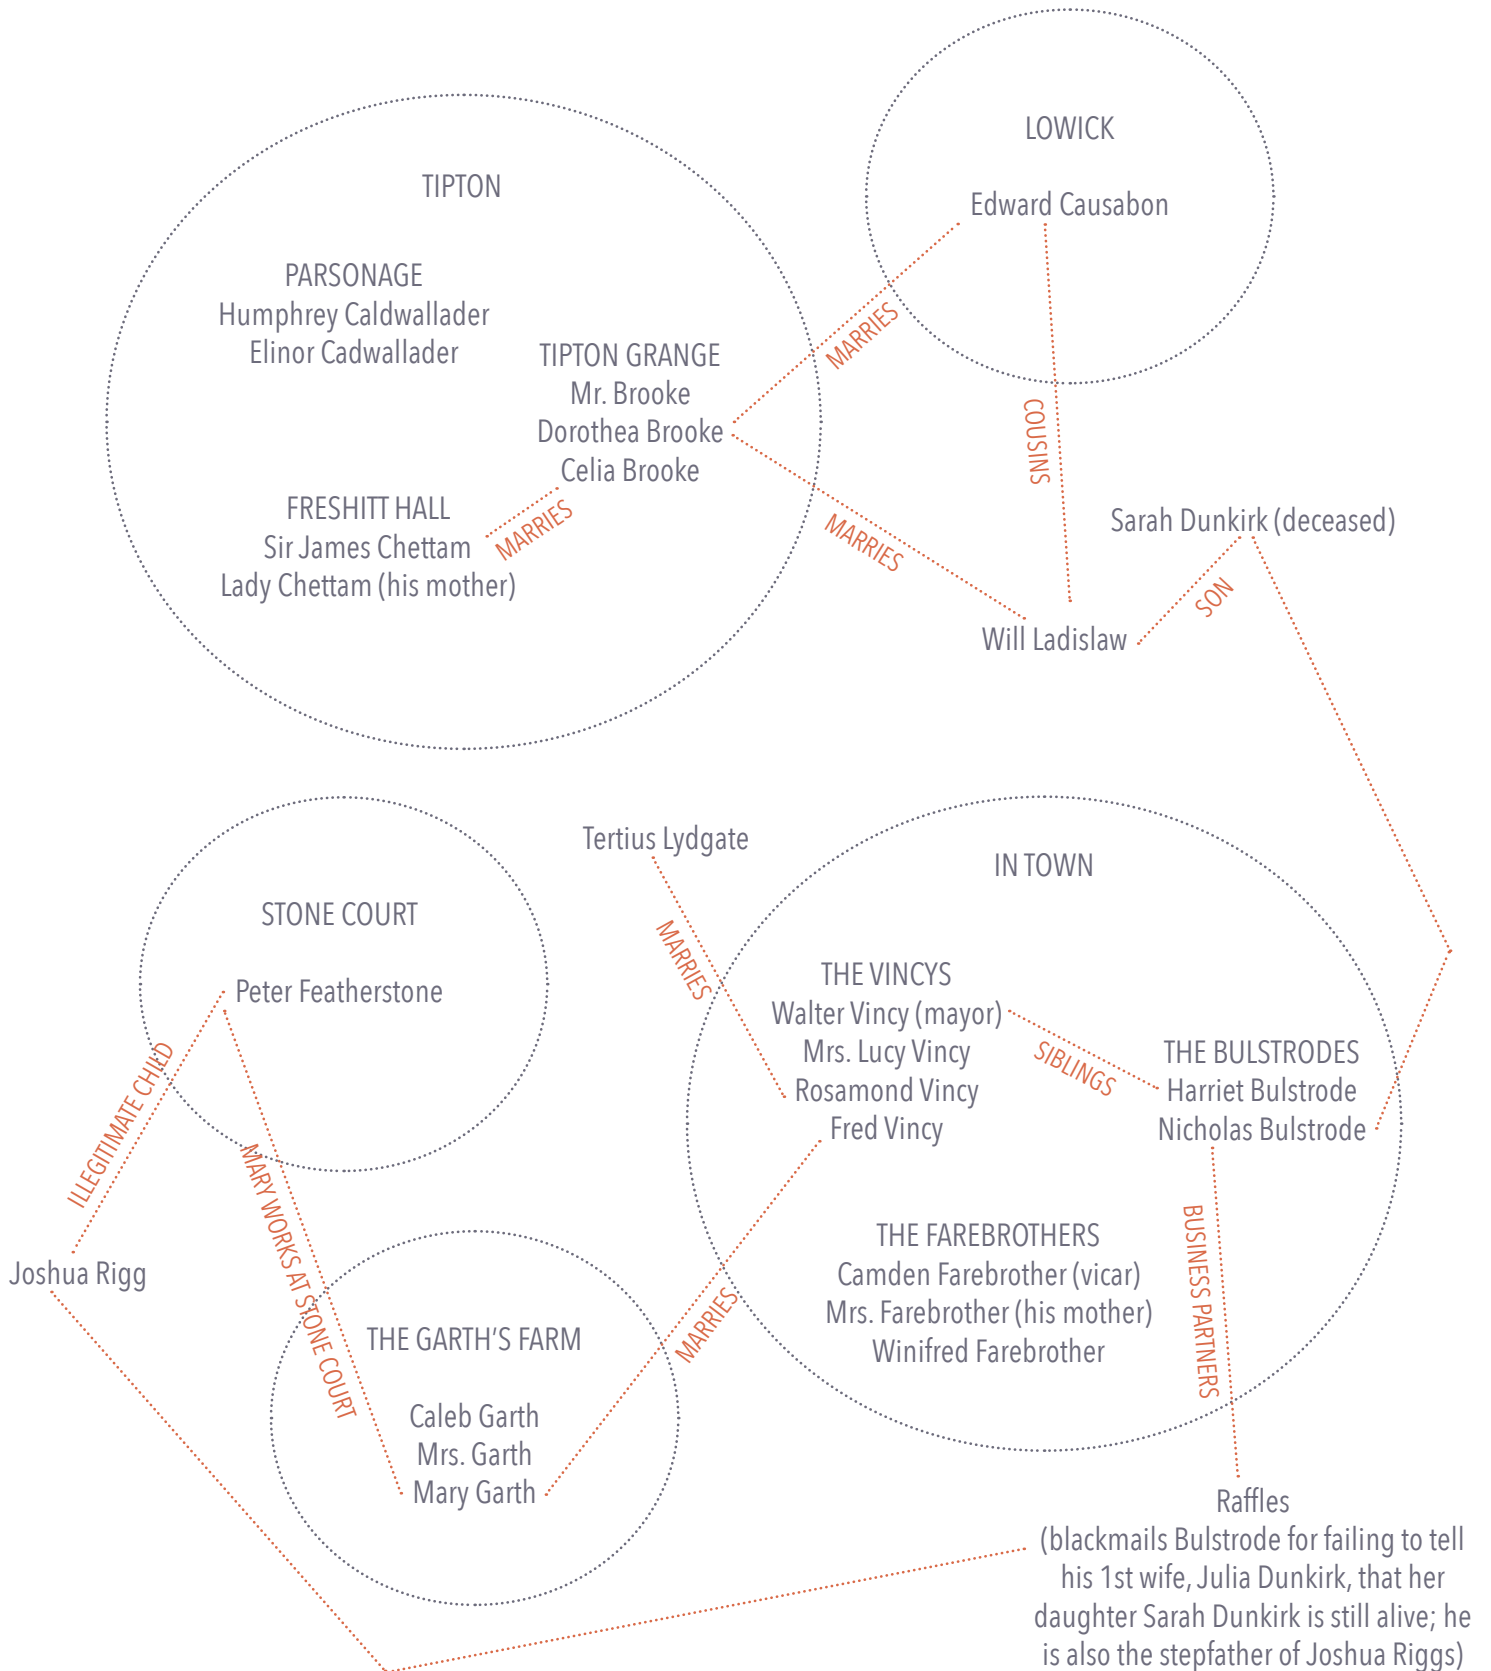 LOWICK
Edward Causabon
TIPTON
PARSONAGE
Humphrey Caldwallader
Elinor Cadwallader
TIPTON GRANGE
Mr. Brooke
Dorothea Brooke
Celia Brooke
FRESHITT HALL
Sir James Chettam
Lady Chettam (his mother)
MARRIES
MARRIES
MARRIES
COUSINS
Sarah Dunkirk (deceased)
SON
Will Ladislaw
Tertius Lydgate
MARRIES
IN TOWN
THE VINCYS
Walter Vincy (mayor)
Mrs. Lucy Vincy
Rosamond Vincy
Fred Vincy
SIBLINGS
THE BULSTRODES
Harriet Bulstrode
Nicholas Bulstrode
STONE COURT
Peter Featherstone
ILLEGITIMATE CHILD
MARY WORKS AT STONE COURT
Joshua Rigg
THE GARTH'S FARM
Caleb Garth
Mrs. Garth
Mary Garth
MARRIES
THE FAREBROTHERS
Camden Farebrother (vicar)
Mrs. Farebrother (his mother)
Winifred Farebrother
BUSINESS PARTNERS
Raffles
(blackmails Bulstrode for failing to tell
his 1st wife, Julia Dunkirk, that her
daughter Sarah Dunkirk is still alive; he
is also the stepfather of Joshua Riggs)